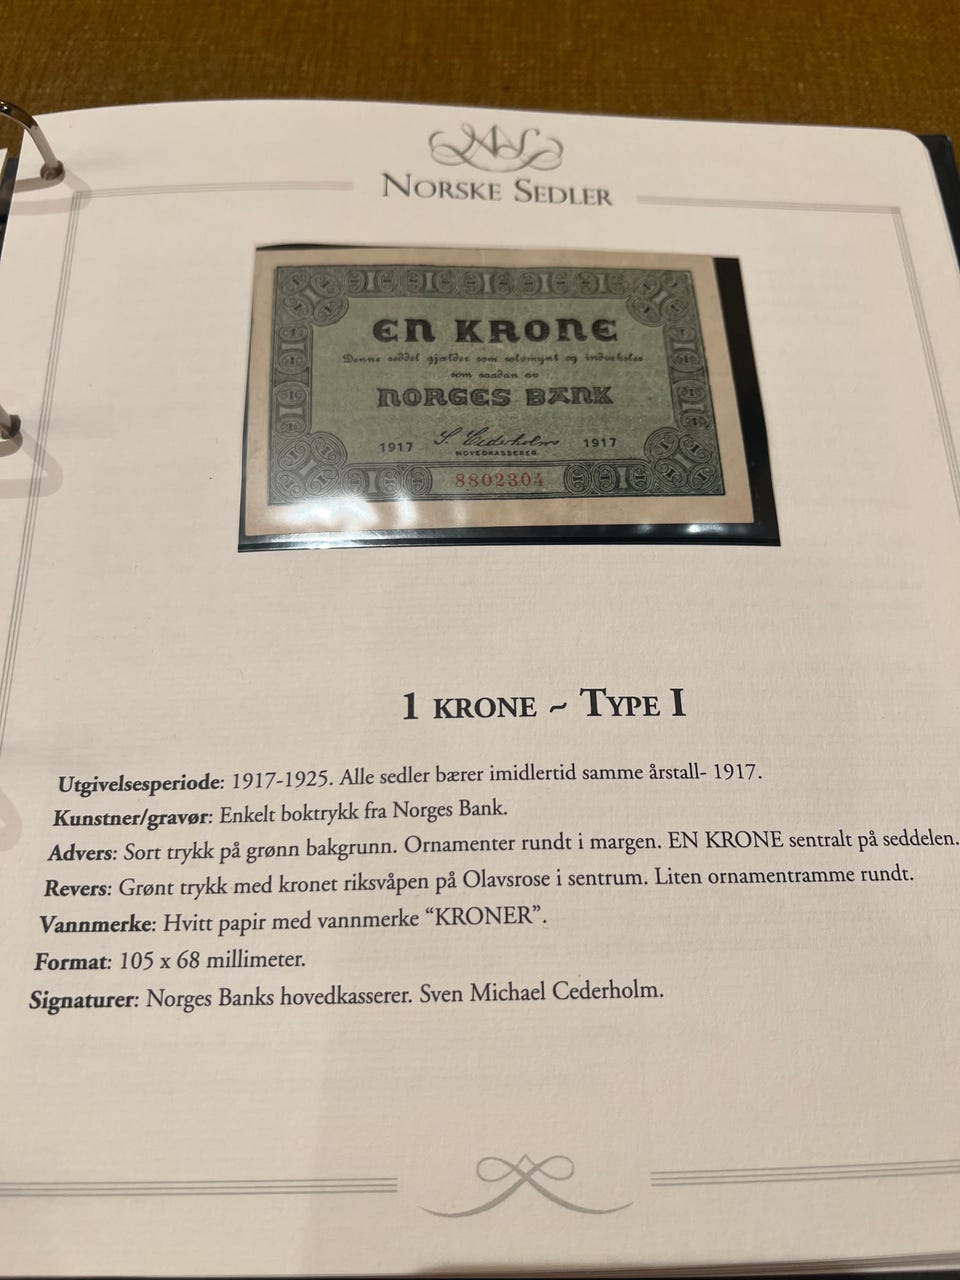 NORSKE SEDLER
EN KRONE
Denne seddel gjælder som sølvmynt og indveksles
som saadan av
NORGES BANK
1917 S. Cederholm 1917
HOVEDKASSERER
8802304
1 KRONE ~ TYPE I
Utgivelsesperiode: 1917-1925. Alle sedler bærer imidlertid samme årstall- 1917.
Kunstner/gravør: Enkelt boktrykk fra Norges Bank.
Advers: Sort trykk på grønn bakgrunn. Ornamenter rundt i margen. EN KRONE sentralt på seddelen.
Revers: Grønt trykk med kronet riksvåpen på Olavsrose i sentrum. Liten ornamentramme rundt.
Vannmerke: Hvitt papir med vannmerke “KRONER”.
Format: 105 x 68 millimeter.
Signaturer: Norges Banks hovedkasserer. Sven Michael Cederholm.